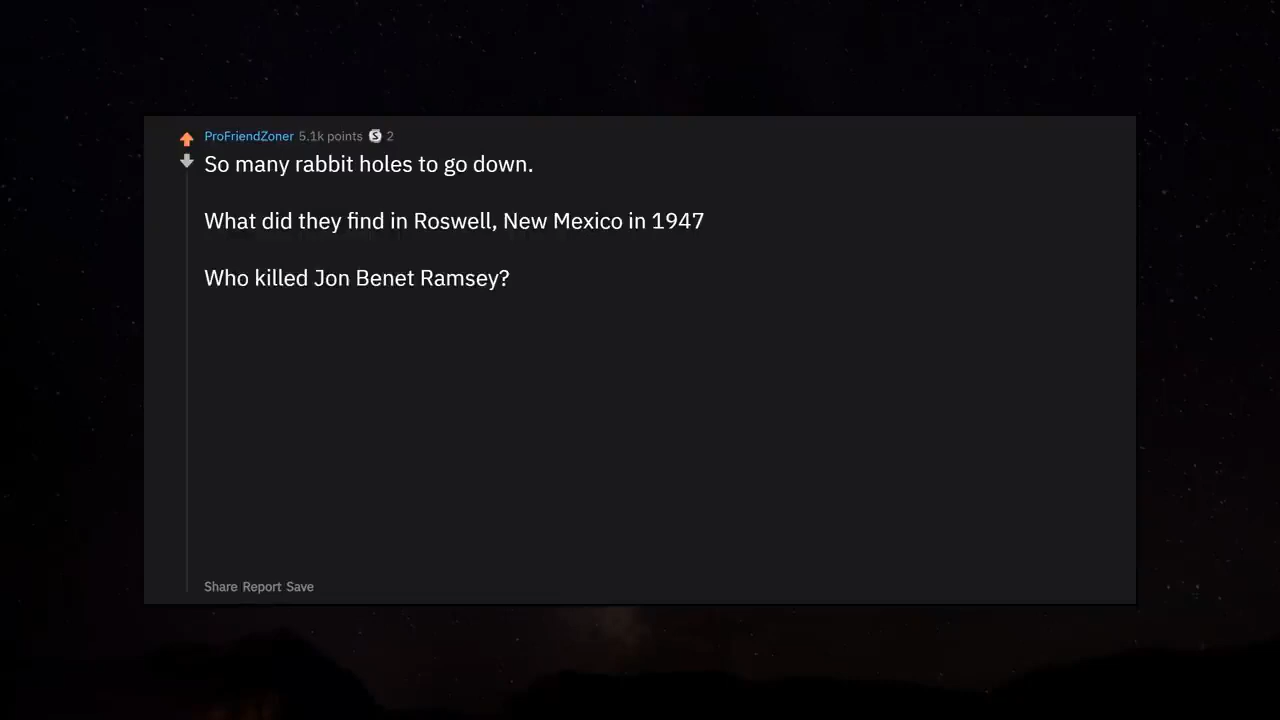 ProFriendZoner 5.1k points S 2
So many rabbit holes to go down.
What did they find in Roswell, New Mexico in 1947
Who killed Jon Benet Ramsey?
Share Report Save